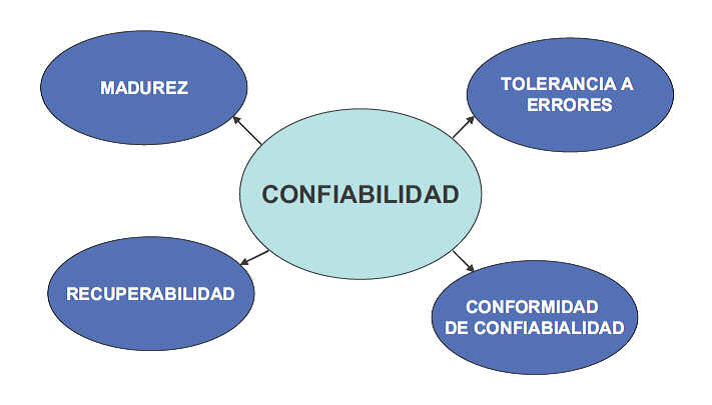 MADUREZ
TOLERANCIA A
ERRORES
CONFIABILIDAD
RECUPERABILIDAD
CONFORMIDAD
DE CONFIABIALIDAD